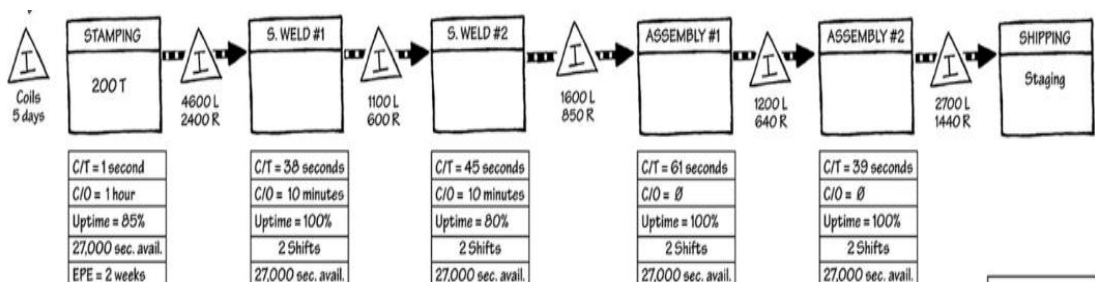 STAMPING
S. WELD #1
S. WELD #2
ASSEMBLY #1
ASSEMBLY #2
SHIPPING
I
I
I
I
I
I
200 T
Staging
Coils
5 days
4600 L
2400 R
1100 L
600 R
1600 L
850 R
1200 L
640 R
2700 L
1440 R
C/T = 1 second
C/O = 1 hour
Uptime = 85%
27,000 sec. avail.
EPE = 2 weeks
C/T = 38 seconds
C/O = 10 minutes
Uptime = 100%
2 Shifts
27,000 sec. avail.
C/T = 45 seconds
C/O = 10 minutes
Uptime = 80%
2 Shifts
27,000 sec. avail.
C/T = 61 seconds
C/O = Ø
Uptime = 100%
2 Shifts
27,000 sec. avail.
C/T = 39 seconds
C/O = Ø
Uptime = 100%
2 Shifts
27,000 sec. avail.